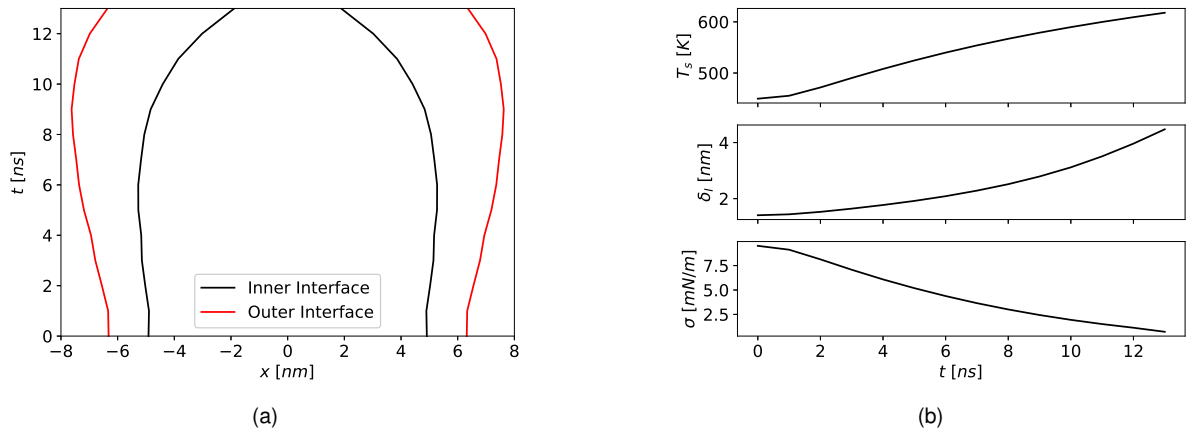 12
10
8
6
4
2
0
t [ns]
−8 −6 −4 −2 0 2 4 6 8
x [nm]
Inner Interface
Outer Interface
(a)
600
500
T_s [K]
4
2
δ_l [nm]
7.5
5.0
2.5
σ [mN/m]
0 2 4 6 8 10 12
t [ns]
(b)